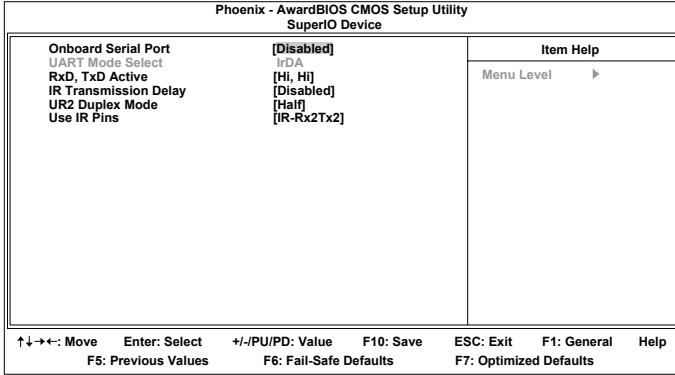 Phoenix - AwardBIOS CMOS Setup Utility
SuperIO Device
Onboard Serial Port [Disabled]
UART Mode Select IrDA
RxD, TxD Active [Hi, Hi]
IR Transmission Delay [Disabled]
UR2 Duplex Mode [Half]
Use IR Pins [IR-Rx2Tx2]
Item Help
Menu Level ▶
↑↓→←: Move Enter: Select +/-/PU/PD: Value F10: Save ESC: Exit F1: General Help
F5: Previous Values F6: Fail-Safe Defaults F7: Optimized Defaults